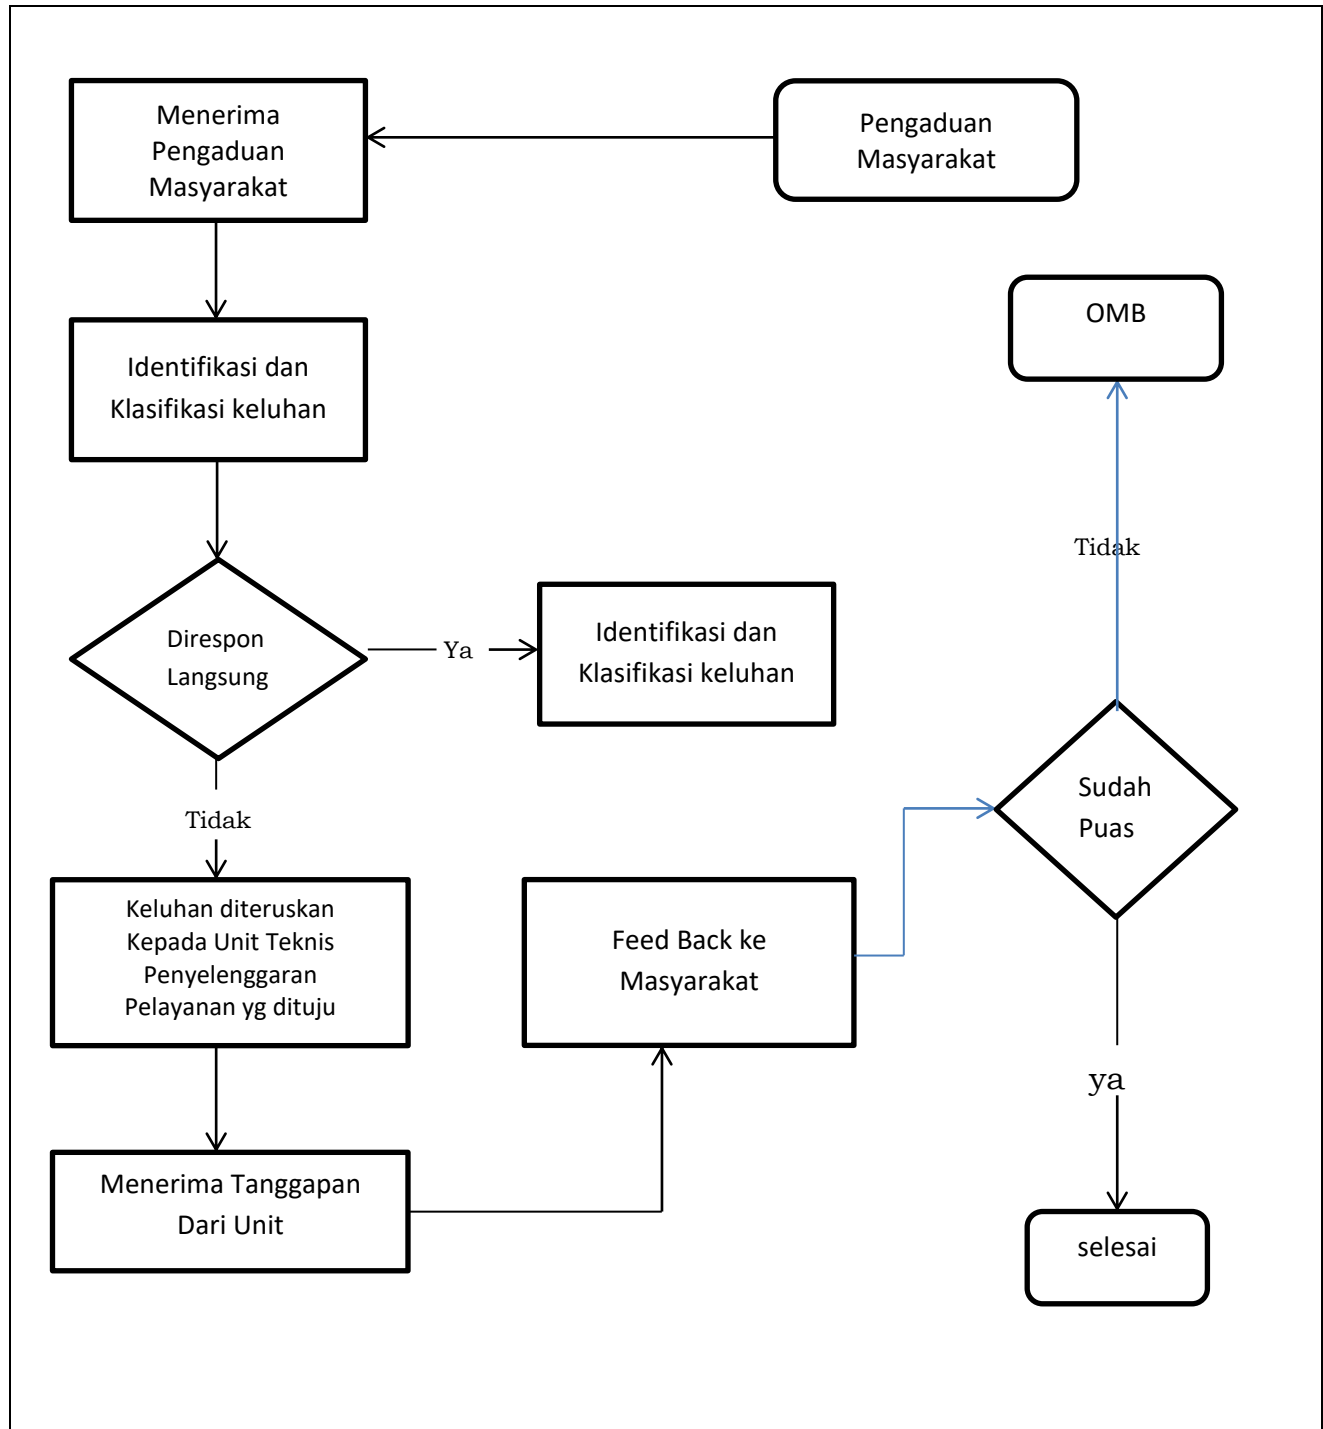 Menerima
Pengaduan
Masyarakat
Pengaduan
Masyarakat
OMB
Identifikasi dan
Klasifikasi keluhan
Tidak
Direspon
Langsung
Ya
Identifikasi dan
Klasifikasi keluhan
Sudah
Puas
Tidak
Keluhan diteruskan
Kepada Unit Teknis
Penyelenggaran
Pelayanan yg dituju
Feed Back ke
Masyarakat
ya
Menerima Tanggapan
Dari Unit
selesai